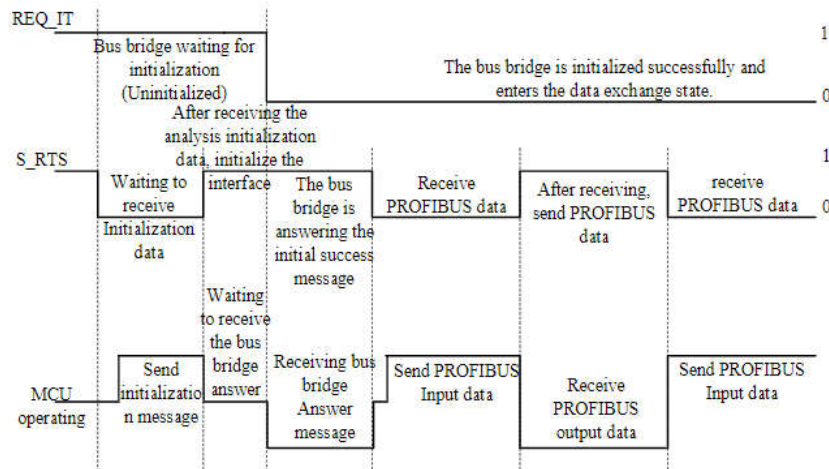 REQ_IT
Bus bridge waiting for
initialization
(Uninitialized)
1
The bus bridge is initialized successfully and
enters the data exchange state.
0
After receiving the
analysis initialization
data, initialize the
interface
S_RTS
1
Waiting to
receive
Initialization
data
The bus
bridge is
answering the
initial success
message
Receive
PROFIBUS data
After receiving,
send PROFIBUS
data
receive
PROFIBUS data
0
Waiting
to receive
the bus
bridge
answer
MCU
operating
Send
initializatio
n message
Receiving bus
bridge
Answer
message
Send PROFIBUS
Input data
Receive
PROFIBUS
output data
Send PROFIBUS
Input data